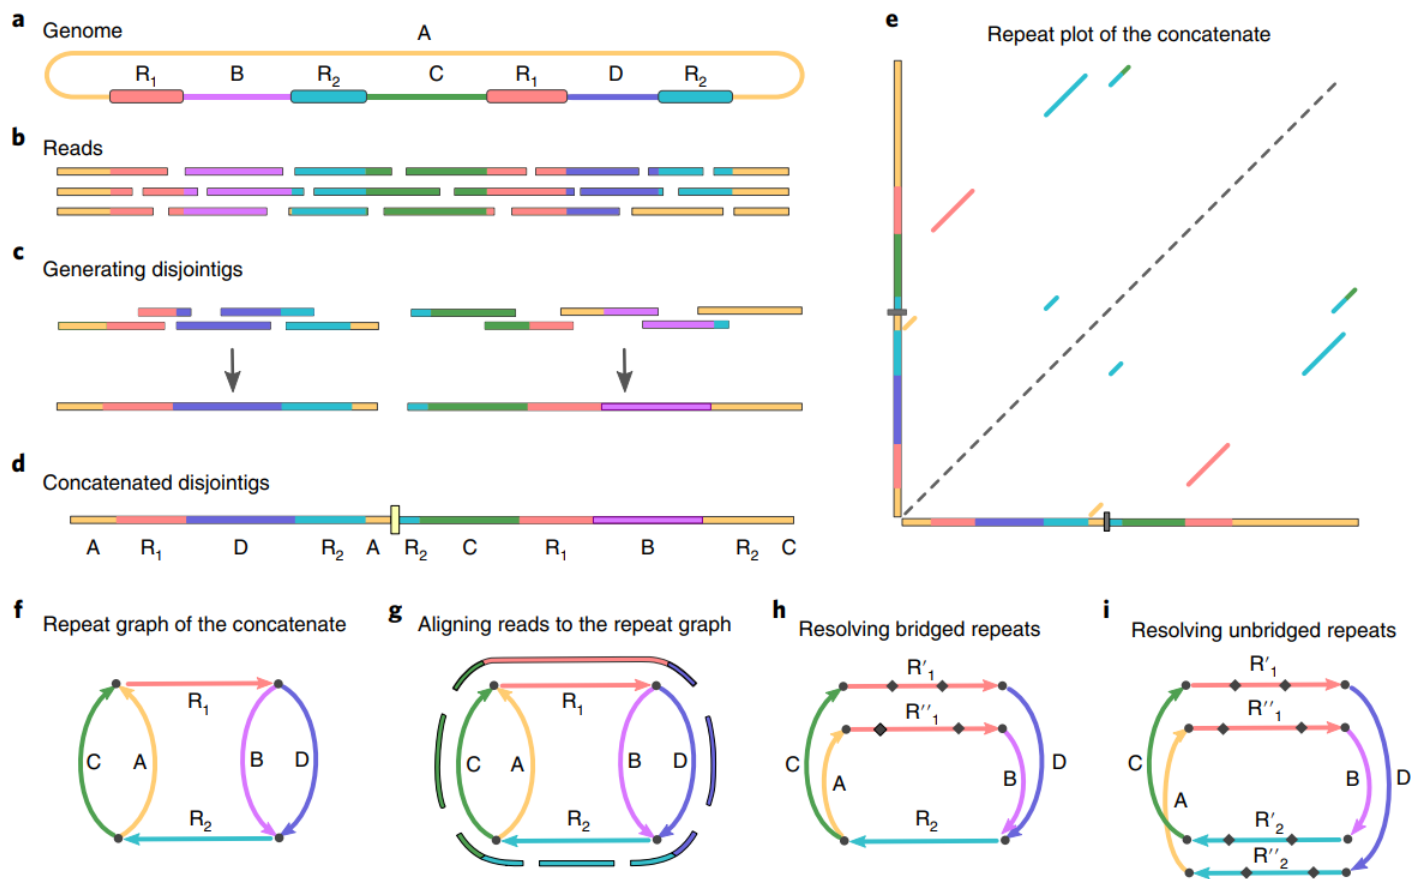 a
Genome
A
R1 B R2 C R1 D R2
b
Reads
c
Generating disjointigs
d
Concatenated disjointigs
A R1 D R2 A R2 C R1 B R2 C
e
Repeat plot of the concatenate
f
Repeat graph of the concatenate
R1
C A B D
R2
g
Aligning reads to the repeat graph
R1
C A B D
R2
h
Resolving bridged repeats
R′1
R′′1
C A B D
R2
i
Resolving unbridged repeats
R′1
R′′1
C A B D
R′2
R′′2